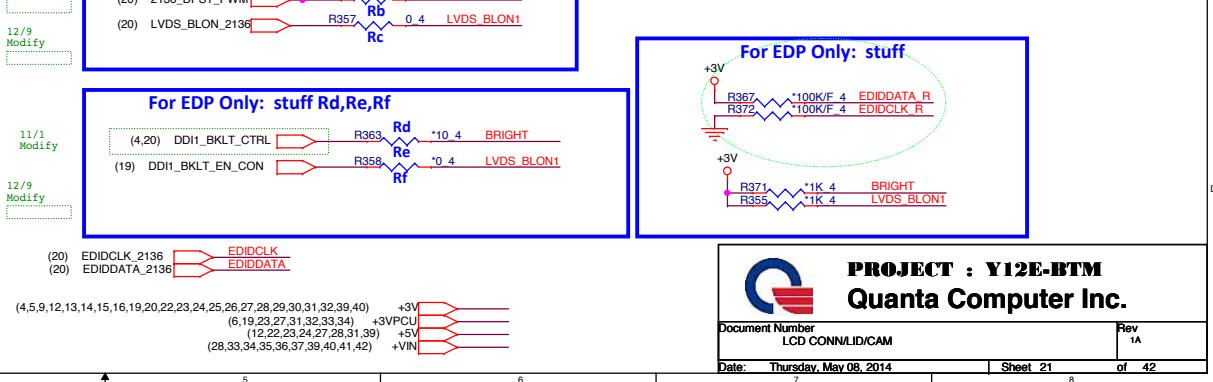 (20) 2136_DPST_PWM
Rb
(20) LVDS_BLON_2136 R357 0_4 LVDS_BLON1
Rc
12/9
Modify
For EDP Only: stuff Rd,Re,Rf
11/1
Modify
Rd
(4,20) DDI1_BKLT_CTRL R363 *10_4 BRIGHT
Re
(19) DDI1_BKLT_EN_CON R358 *0_4 LVDS_BLON1
Rf
12/9
Modify
For EDP Only: stuff
+3V
R367 *100K/F_4 EDIDDATA_R
R372 *100K/F_4 EDIDCLK_R
+3V
R371 *1K_4 BRIGHT
R355 *1K_4 LVDS_BLON1
(20) EDIDCLK_2136 EDIDCLK
(20) EDIDDATA_2136 EDIDDATA
(4,5,9,12,13,14,15,16,19,20,22,23,24,25,26,27,28,29,30,31,32,39,40) +3V
(6,19,23,27,31,32,33,34) +3VPCU
(12,22,23,24,27,28,31,39) +5V
(28,33,34,35,36,37,39,40,41,42) +VIN
PROJECT : Y12E-BTM
Quanta Computer Inc.
Document Number Rev
LCD CONN/LID/CAM 1A
Date: Thursday, May 08, 2014 Sheet 21 of 42
5 6 7 8